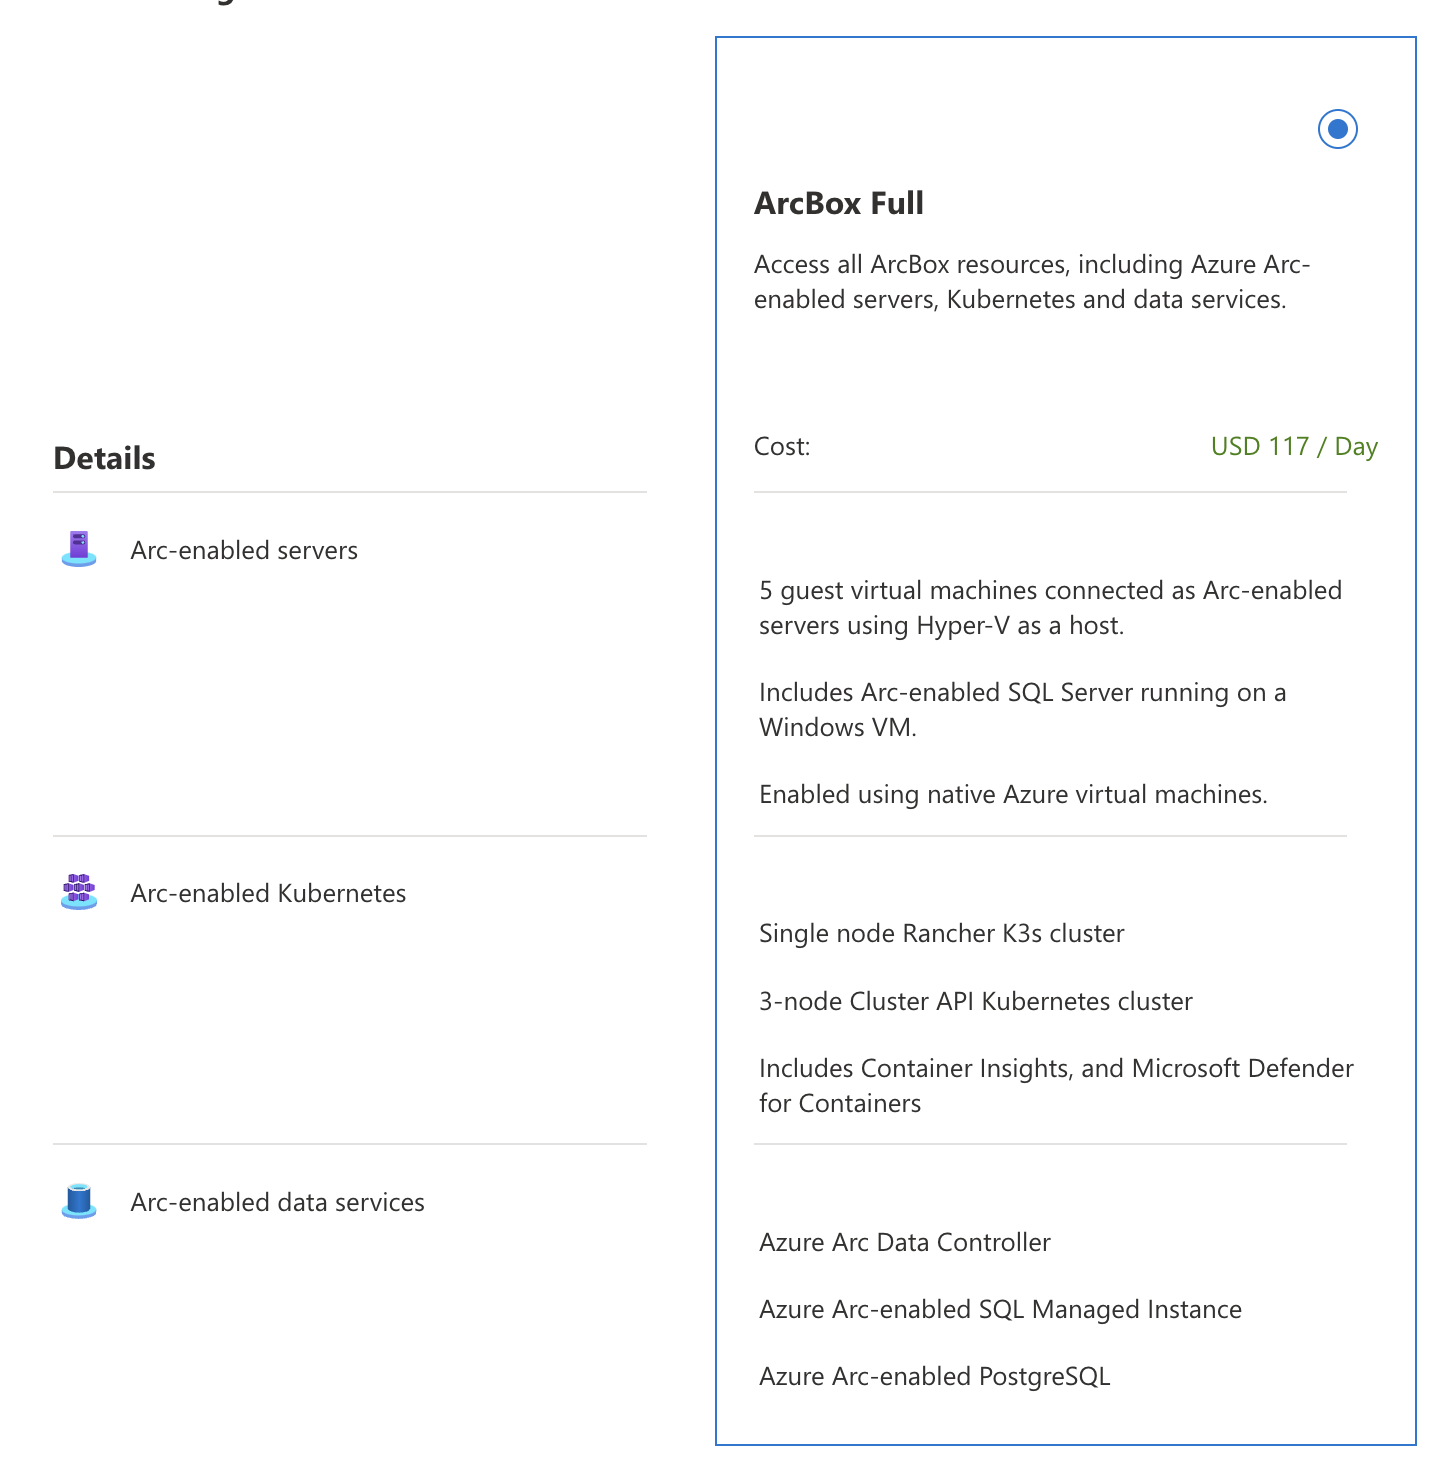 ArcBox Full
Access all ArcBox resources, including Azure Arc-
enabled servers, Kubernetes and data services.
Details
Cost:
USD 117 / Day
Arc-enabled servers
5 guest virtual machines connected as Arc-enabled
servers using Hyper-V as a host.
Includes Arc-enabled SQL Server running on a
Windows VM.
Enabled using native Azure virtual machines.
Arc-enabled Kubernetes
Single node Rancher K3s cluster
3-node Cluster API Kubernetes cluster
Includes Container Insights, and Microsoft Defender
for Containers
Arc-enabled data services
Azure Arc Data Controller
Azure Arc-enabled SQL Managed Instance
Azure Arc-enabled PostgreSQL